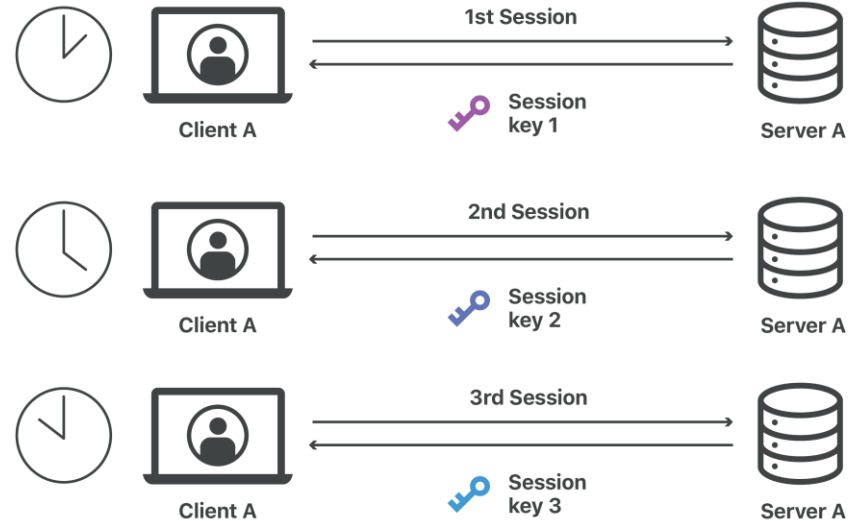 1st Session
Session
key 1
Client A
Server A
2nd Session
Session
key 2
Client A
Server A
3rd Session
Session
key 3
Client A
Server A